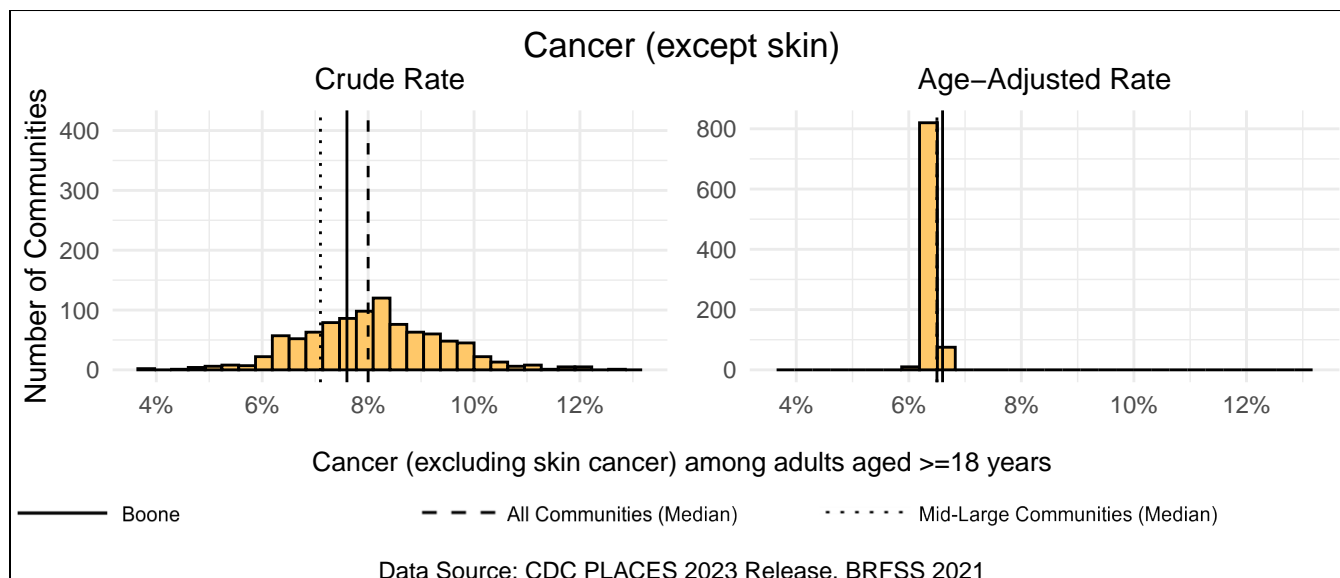 Cancer (except skin)
Crude Rate
Age−Adjusted Rate
Number of Communities
400
300
200
100
0
4%
6%
8%
10%
12%
800
600
400
200
0
4%
6%
8%
10%
12%
Cancer (excluding skin cancer) among adults aged >=18 years
Boone
All Communities (Median)
Mid-Large Communities (Median)
Data Source: CDC PLACES 2023 Release, BRFSS 2021